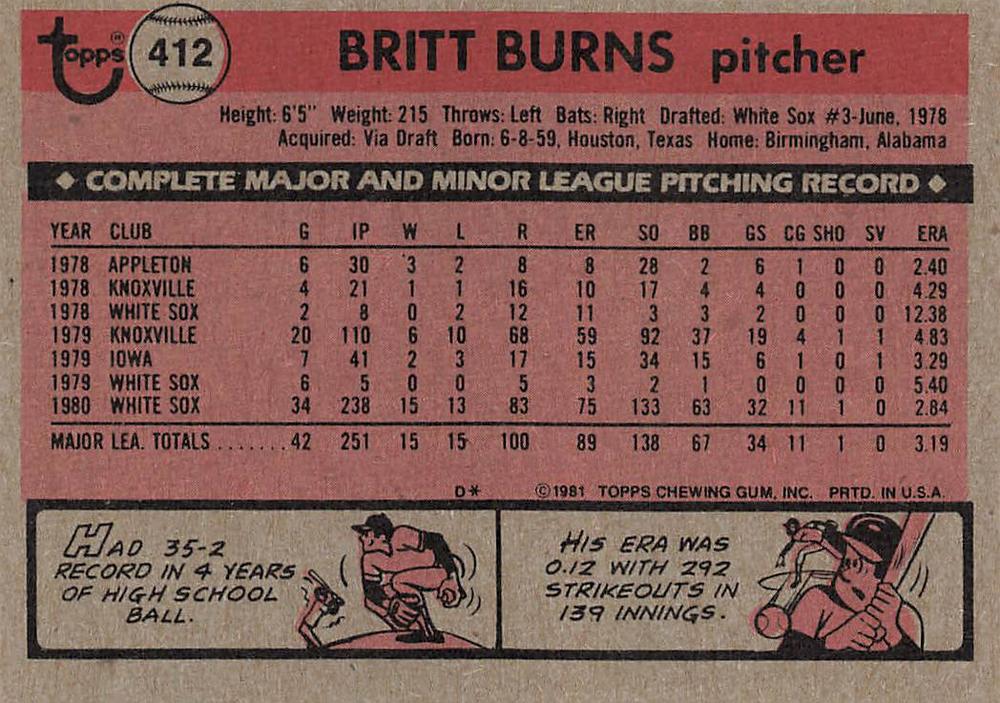 topps® 412 BRITT BURNS pitcher
Height: 6'5" Weight: 215 Throws: Left Bats: Right Drafted: White Sox #3-June, 1978
Acquired: Via Draft Born: 6-8-59, Houston, Texas Home: Birmingham, Alabama
◆ COMPLETE MAJOR AND MINOR LEAGUE PITCHING RECORD ◆
YEAR CLUB G IP W L R ER SO BB GS CG SHO SV ERA
1978 APPLETON 6 30 3 2 8 8 28 2 6 1 0 0 2.40
1978 KNOXVILLE 4 21 1 1 16 10 17 4 4 0 0 0 4.29
1978 WHITE SOX 2 8 0 2 12 11 3 3 2 0 0 0 12.38
1979 KNOXVILLE 20 110 6 10 68 59 92 37 19 4 1 1 4.83
1979 IOWA 7 41 2 3 17 15 34 15 6 1 0 1 3.29
1979 WHITE SOX 6 5 0 0 5 3 2 1 0 0 0 0 5.40
1980 WHITE SOX 34 238 15 13 83 75 133 63 32 11 1 0 2.84
MAJOR LEA. TOTALS .......42 251 15 15 100 89 138 67 34 11 1 0 3.19
D* ©1981 TOPPS CHEWING GUM, INC. PRTD. IN U.S.A.
HAD 35-2
RECORD IN 4 YEARS
OF HIGH SCHOOL
BALL.
HIS ERA WAS
0.12 WITH 292
STRIKEOUTS IN
139 INNINGS.